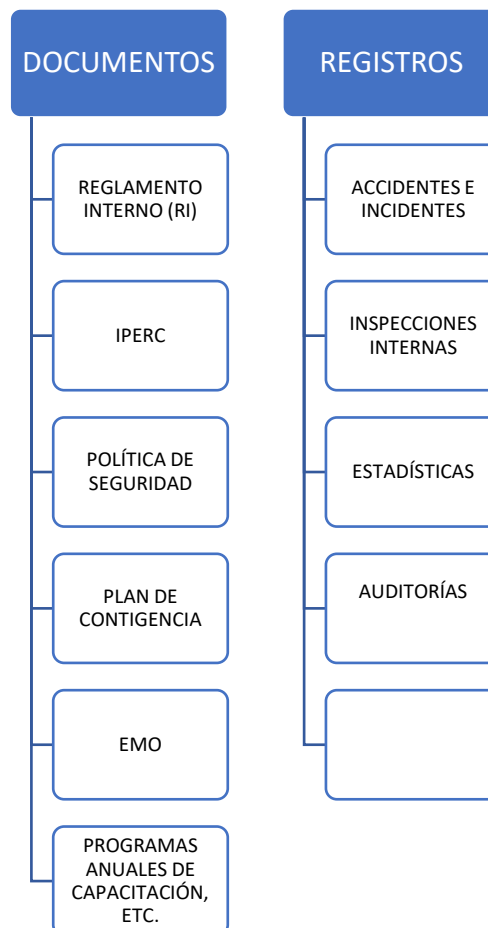 DOCUMENTOS
REGLAMENTO
INTERNO (RI)
IPERC
POLÍTICA DE
SEGURIDAD
PLAN DE
CONTIGENCIA
EMO
PROGRAMAS
ANUALES DE
CAPACITACIÓN,
ETC.
REGISTROS
ACCIDENTES E
INCIDENTES
INSPECCIONES
INTERNAS
ESTADÍSTICAS
AUDITORÍAS